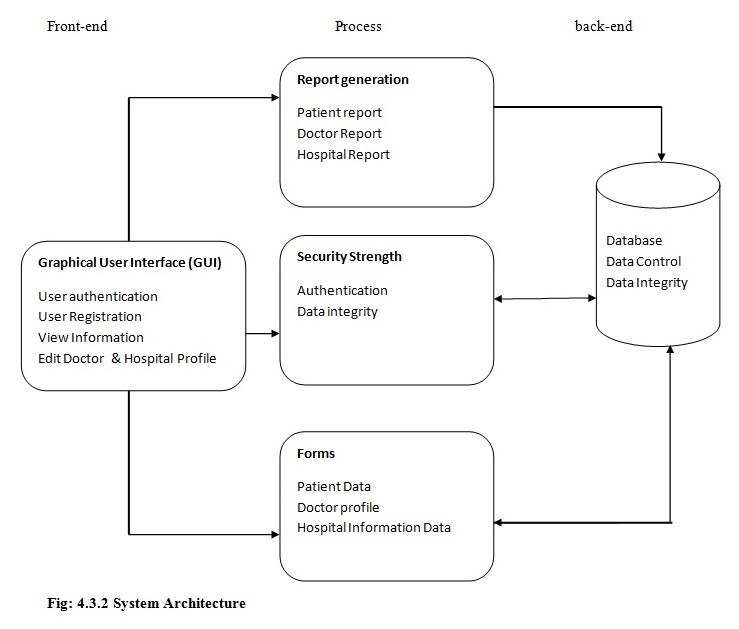 Front-end Process back-end
Report generation
Patient report
Doctor Report
Hospital Report
Graphical User Interface (GUI)
User authentication
User Registration
View Information
Edit Doctor & Hospital Profile
Security Strength
Authentication
Data integrity
Database
Data Control
Data Integrity
Forms
Patient Data
Doctor profile
Hospital Information Data
Fig: 4.3.2 System Architecture